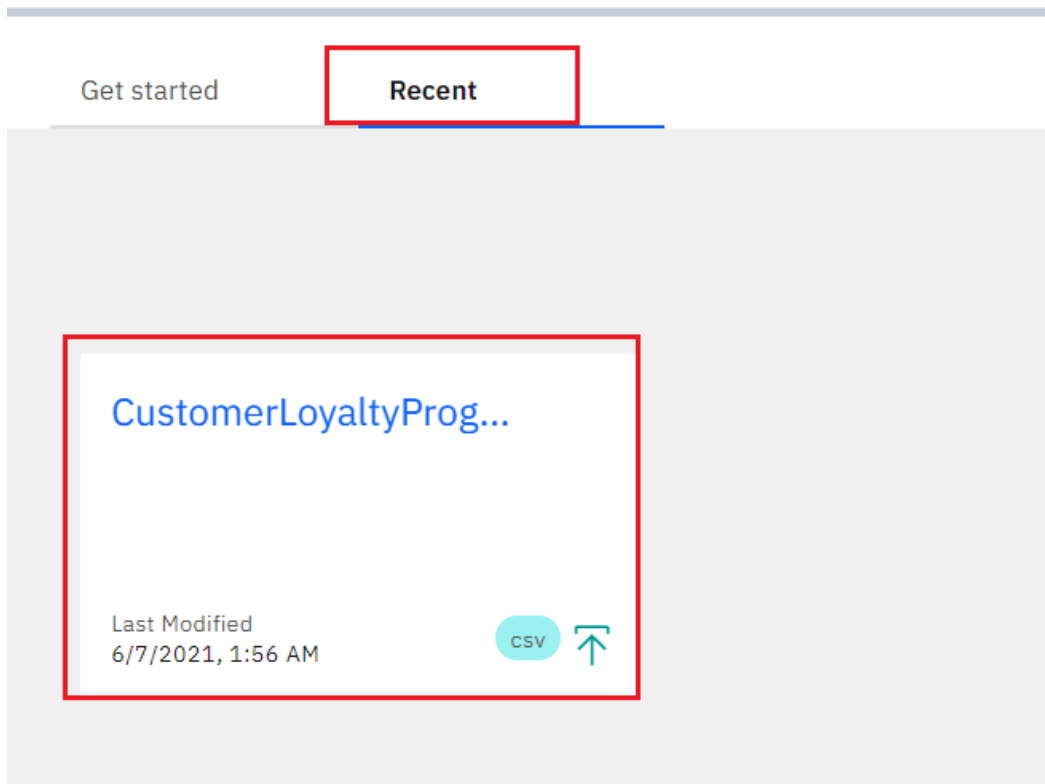 Get started
Recent
CustomerLoyaltyProg...
Last Modified
6/7/2021, 1:56 AM
csv